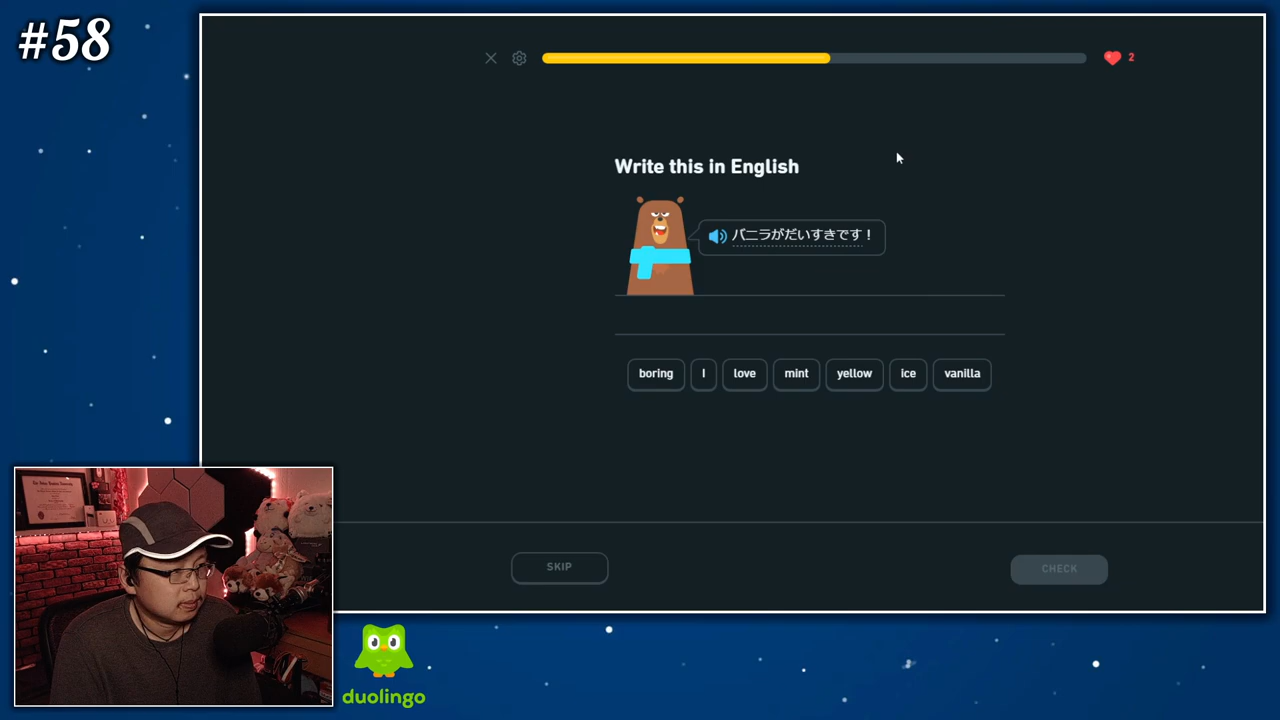 #58
2
Write this in English
バニラがだいすきです！
boring I love mint yellow ice vanilla
SKIP
CHECK
duolingo